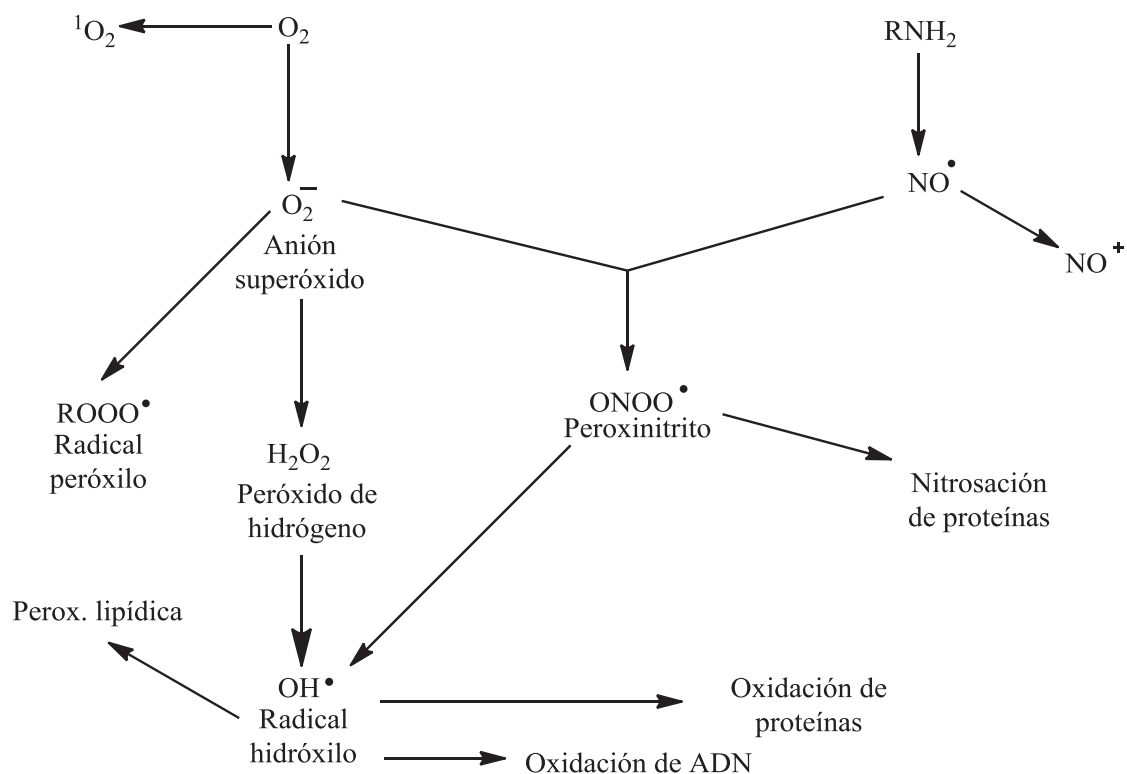 ¹O₂
O₂
RNH₂
O₂⁻
Anión
superóxido
NO•
NO⁺
ROOO•
Radical
peróxilo
H₂O₂
Peróxido de
hidrógeno
ONOO•
Peroxinitrito
Nitrosación
de proteínas
Perox. lipídica
OH•
Radical
hidróxilo
Oxidación de
proteínas
Oxidación de ADN